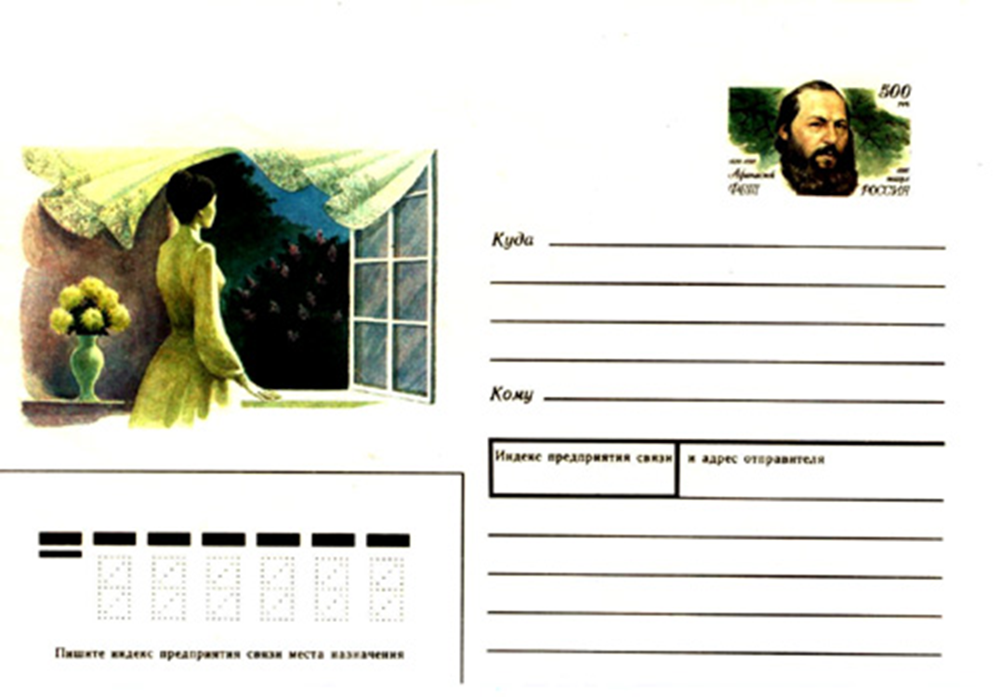 500
Афанасий
ФЕТ
РОССИЯ
Куда
Кому
Индекс предприятия связи и адрес отправителя
Пишите индекс предприятия связи места назначения